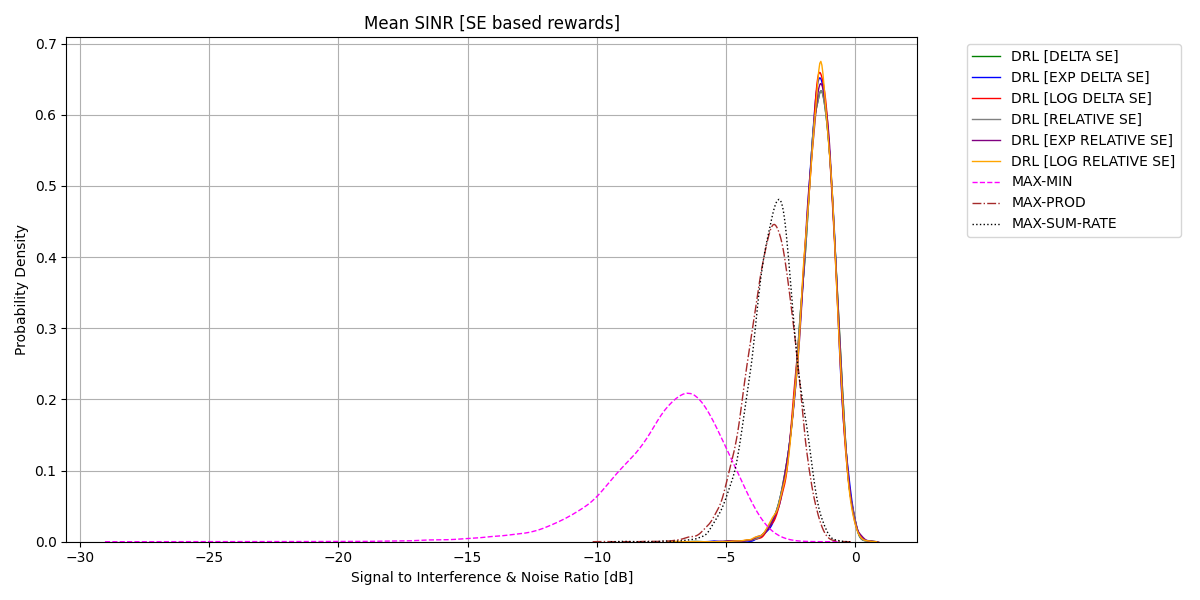 Mean SINR [SE based rewards]
0.7
0.6
0.5
0.4
0.3
0.2
0.1
0.0
Probability Density
−30
−25
−20
−15
−10
−5
0
Signal to Interference & Noise Ratio [dB]
DRL [DELTA SE]
DRL [EXP DELTA SE]
DRL [LOG DELTA SE]
DRL [RELATIVE SE]
DRL [EXP RELATIVE SE]
DRL [LOG RELATIVE SE]
MAX-MIN
MAX-PROD
MAX-SUM-RATE